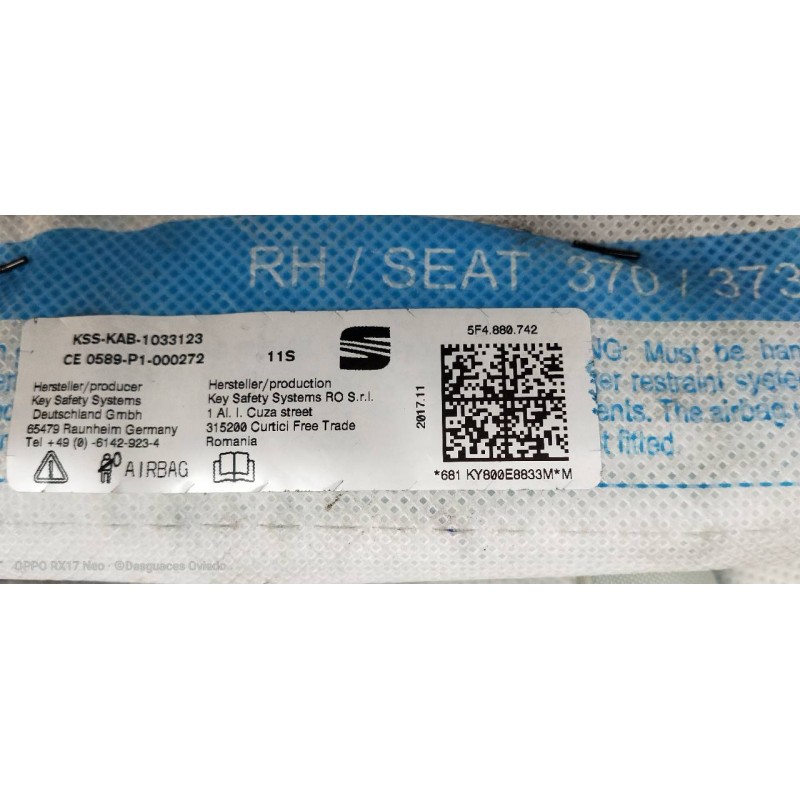 RH / SEAT 370 / 373
KSS-KAB-1033123
CE 0589-P1-000272
11S
Hersteller/producer
Key Safety Systems
Deutschland Gmbh
65479 Raunheim Germany
Tel +49 (0) -6142-923-4
Hersteller/production
Key Safety Systems RO S.r.l.
1 Al. I. Cuza street
315200 Curtici Free Trade
Romania
AIRBAG
2017.11
5F4.880.742
*681 KY800E8833M*M
NG: Must be han
er restraint syste
ents. The airbag
t fitted
OPPO RX17 Neo · ©Desguaces Oviedo